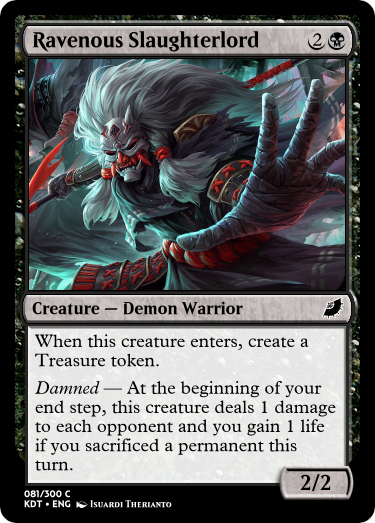 Ravenous Slaughterlord 2
Creature — Demon Warrior
When this creature enters, create a
Treasure token.
Damned — At the beginning of your
end step, this creature deals 1 damage
to each opponent and you gain 1 life
if you sacrificed a permanent this
turn.
2/2
081/300 C
KDT • ENG Isuardi Therianto